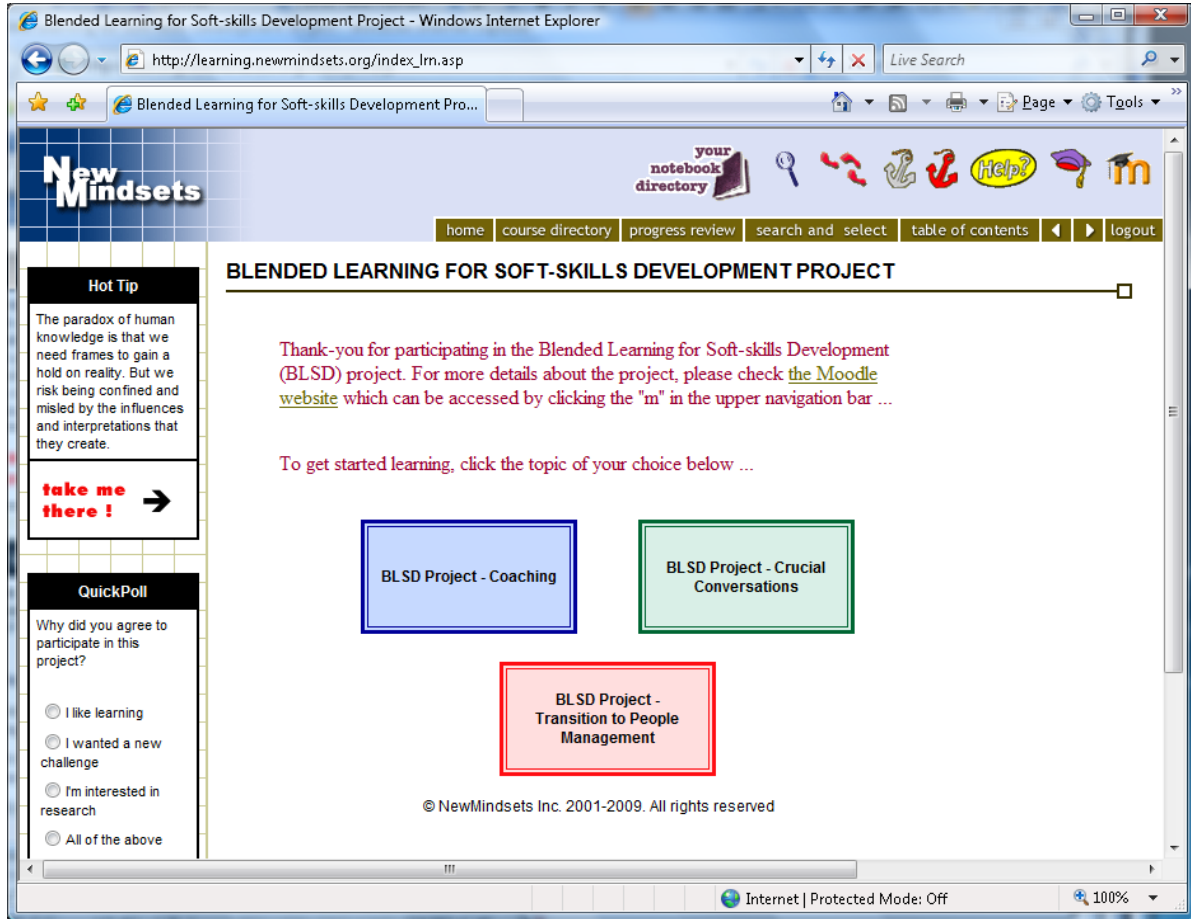 Blended Learning for Soft-skills Development Project - Windows Internet Explorer
http://learning.newmindsets.org/index_lrn.asp
Live Search
Blended Learning for Soft-skills Development Pro...
Page
Tools
New
Mindsets
your
notebook
directory
Help?
m
home
course directory
progress review
search and select
table of contents
logout
Hot Tip
The paradox of human
knowledge is that we
need frames to gain a
hold on reality. But we
risk being confined and
misled by the influences
and interpretations that
they create.
take me
there !
QuickPoll
Why did you agree to
participate in this
project?
I like learning
I wanted a new
challenge
I'm interested in
research
All of the above
BLENDED LEARNING FOR SOFT-SKILLS DEVELOPMENT PROJECT
Thank-you for participating in the Blended Learning for Soft-skills Development
(BLSD) project. For more details about the project, please check the Moodle
website which can be accessed by clicking the "m" in the upper navigation bar ...
To get started learning, click the topic of your choice below ...
BLSD Project - Coaching
BLSD Project - Crucial
Conversations
BLSD Project -
Transition to People
Management
© NewMindsets Inc. 2001-2009. All rights reserved
Internet | Protected Mode: Off
100%